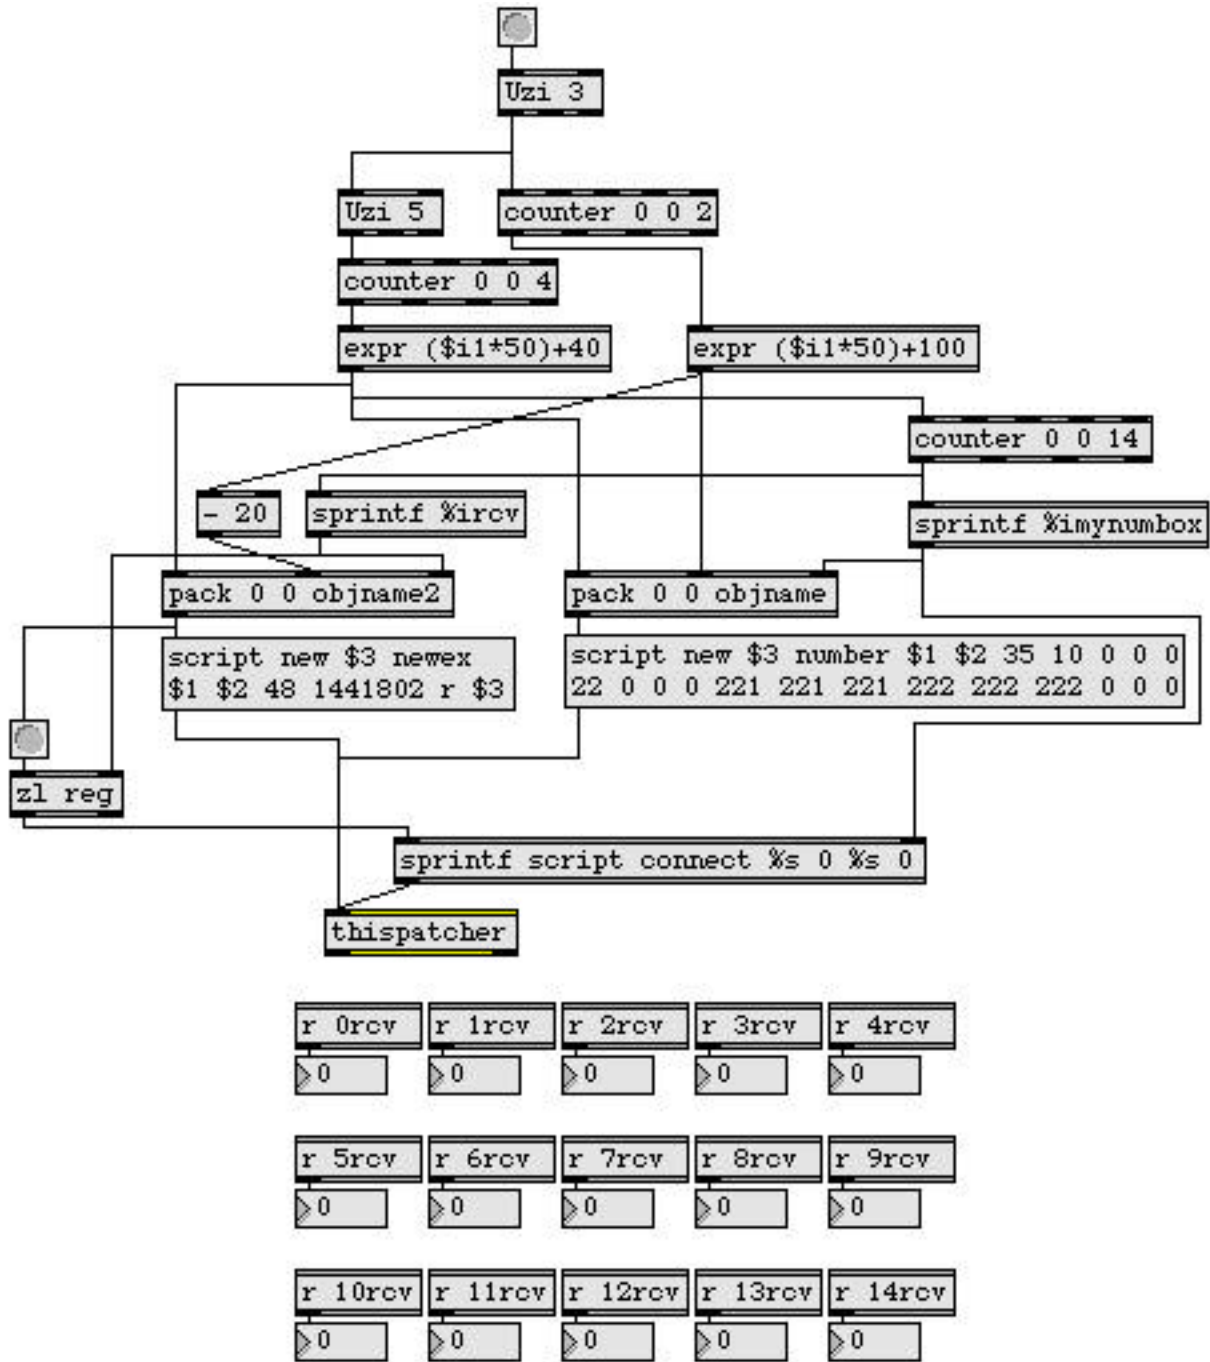 Uzi 3
Uzi 5
counter 0 0 2
counter 0 0 4
expr ($i1*50)+40
expr ($i1*50)+100
counter 0 0 14
- 20
sprintf %ircv
sprintf %imynumbox
pack 0 0 objname2
pack 0 0 objname
script new $3 newex
$1 $2 48 1441802 r $3
script new $3 number $1 $2 35 10 0 0 0
22 0 0 0 221 221 221 222 222 222 0 0 0
zl reg
sprintf script connect %s 0 %s 0
thispatcher
r 0rcv r 1rcv r 2rcv r 3rcv r 4rcv
0 0 0 0 0
r 5rcv r 6rcv r 7rcv r 8rcv r 9rcv
0 0 0 0 0
r 10rcv r 11rcv r 12rcv r 13rcv r 14rcv
0 0 0 0 0